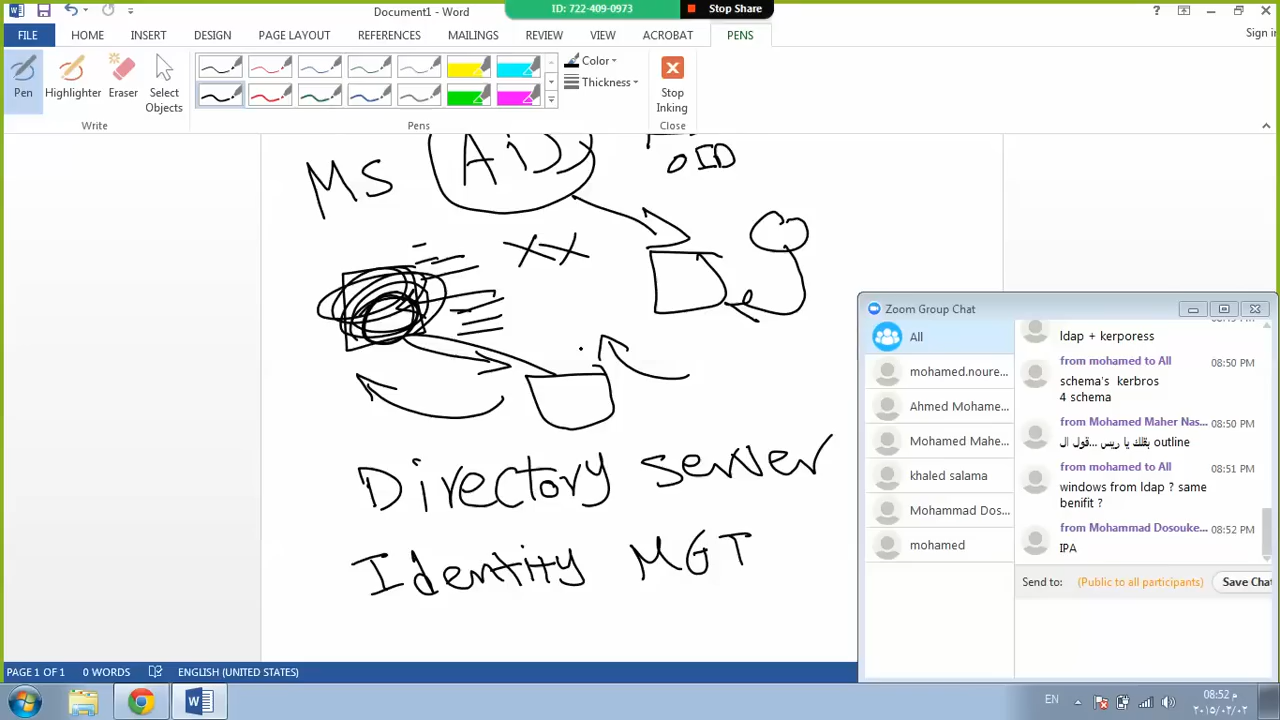 Document1 - Word
ID: 722-409-0973
Stop Share
?
FILE
HOME
INSERT
DESIGN
PAGE LAYOUT
REFERENCES
MAILINGS
REVIEW
VIEW
ACROBAT
PENS
Sign in
Pen
Highlighter
Eraser
Select Objects
Color
Thickness
Stop Inking
Write
Pens
Close
MS
OID
XX
Directory server
Identity MGT
Zoom Group Chat
All
mohamed.noure...
Ahmed Mohame...
Mohamed Mahe...
khaled salama
Mohammad Dos...
mohamed
ldap + kerporess
from mohamed to All
08:50 PM
schema's kerbros
4 schema
from Mohamed Maher Nas...
08:50 PM
بقلك يا ريس ...قول ال outline
from mohamed to All
08:51 PM
windows from ldap ? same
benifit ?
from Mohammad Dosouke...
08:52 PM
IPA
Send to:
(Public to all participants)
Save Chat
PAGE 1 OF 1
0 WORDS
ENGLISH (UNITED STATES)
EN
08:52 م
٢٠١٥/٠٢/٠٢